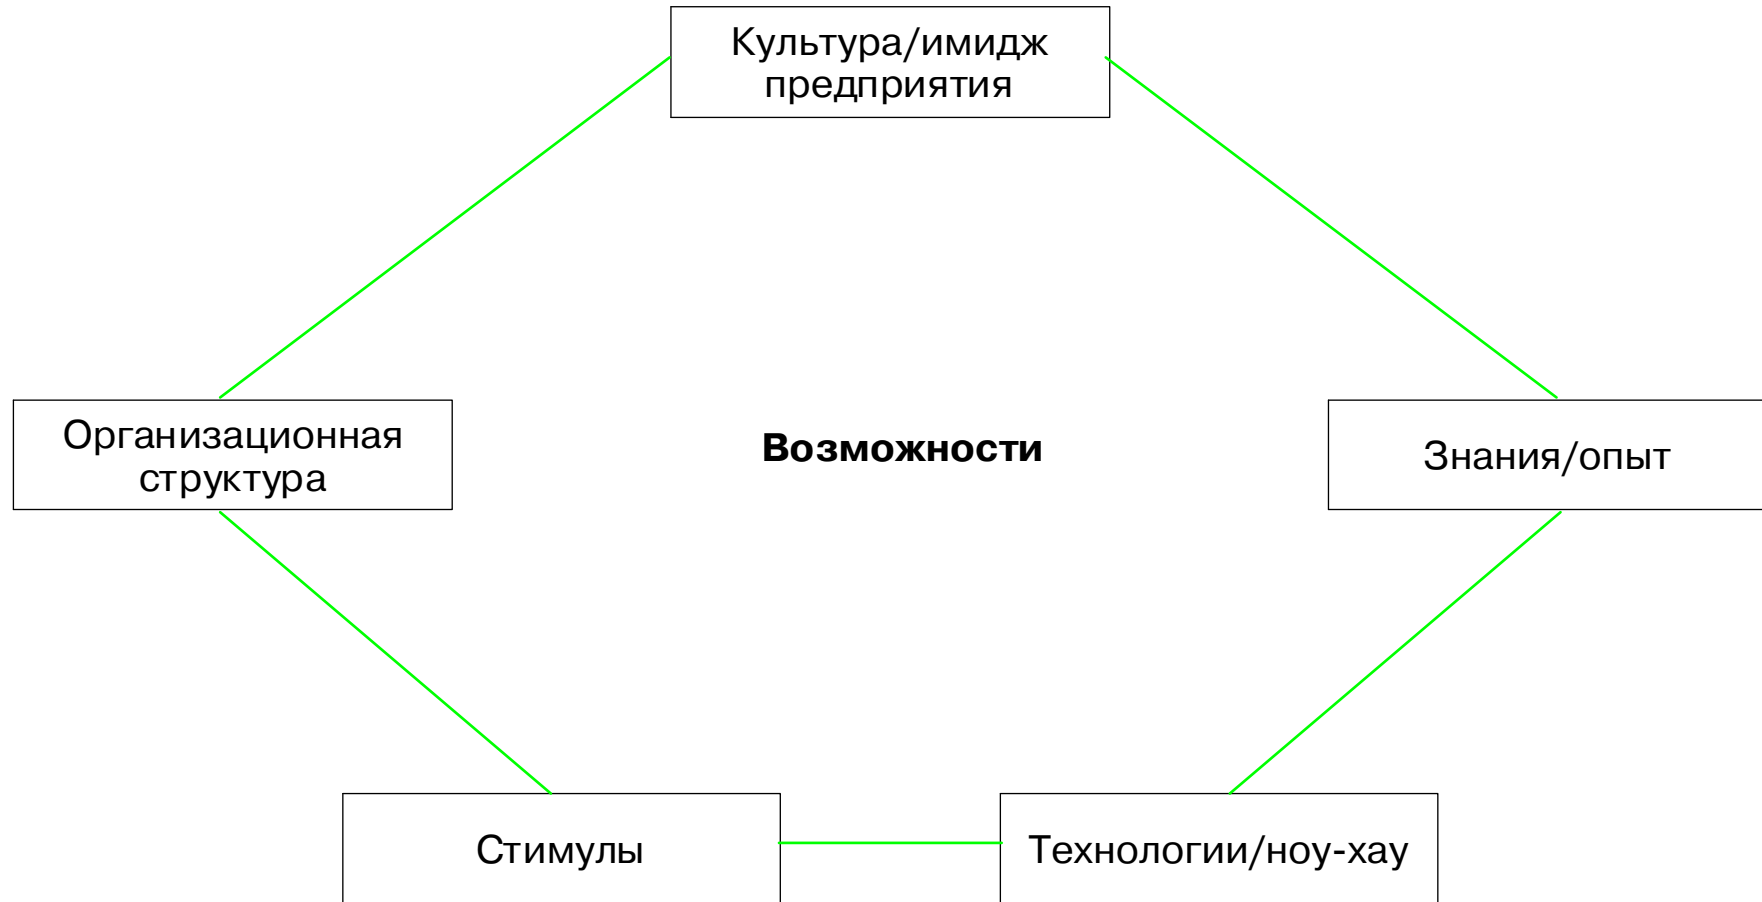 Культура/имидж
предприятия
Организационная
структура
Возможности
Знания/опыт
Стимулы
Технологии/ноу-хау